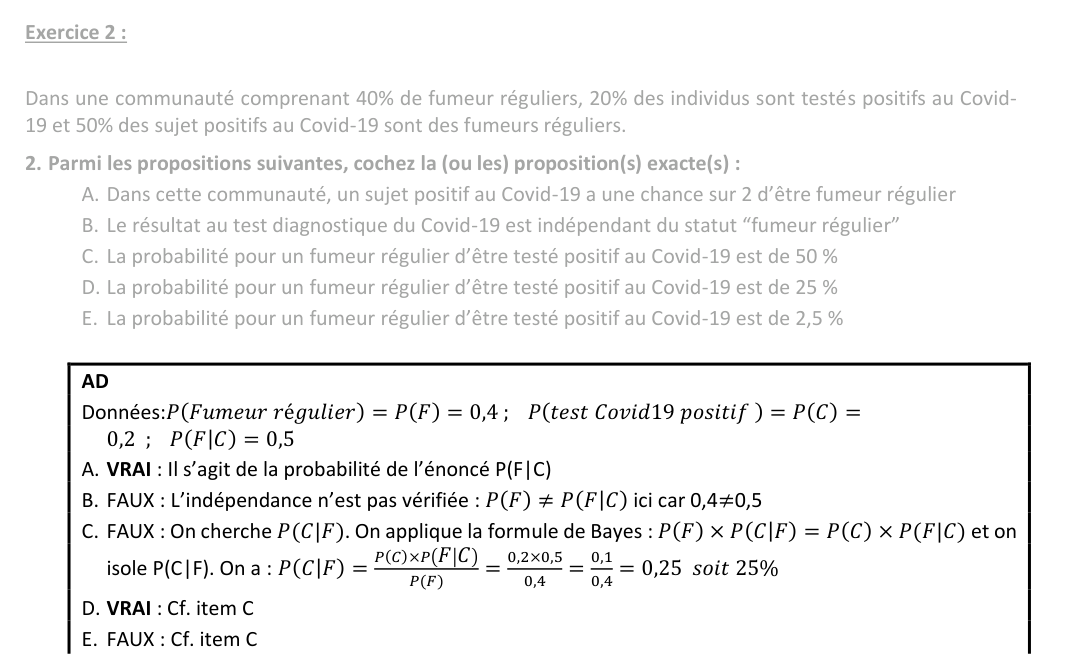 Exercice 2 :
Dans une communauté comprenant 40% de fumeur réguliers, 20% des individus sont testés positifs au Covid-
19 et 50% des sujet positifs au Covid-19 sont des fumeurs réguliers.
2. Parmi les propositions suivantes, cochez la (ou les) proposition(s) exacte(s) :
A. Dans cette communauté, un sujet positif au Covid-19 a une chance sur 2 d’être fumeur régulier
B. Le résultat au test diagnostique du Covid-19 est indépendant du statut “fumeur régulier”
C. La probabilité pour un fumeur régulier d’être testé positif au Covid-19 est de 50 %
D. La probabilité pour un fumeur régulier d’être testé positif au Covid-19 est de 25 %
E. La probabilité pour un fumeur régulier d’être testé positif au Covid-19 est de 2,5 %
AD
Données:P(Fumeur régulier) = P(F) = 0,4 ; P(test Covid19 positif ) = P(C) =
0,2 ; P(F|C) = 0,5
A. VRAI : Il s’agit de la probabilité de l’énoncé P(F|C)
B. FAUX : L’indépendance n’est pas vérifiée : P(F) ≠ P(F|C) ici car 0,4≠0,5
C. FAUX : On cherche P(C|F). On applique la formule de Bayes : P(F) × P(C|F) = P(C) × P(F|C) et on
isole P(C|F). On a : P(C|F) = P(C)×P(F|C)/P(F) = 0,2×0,5/0,4 = 0,1/0,4 = 0,25 soit 25%
D. VRAI : Cf. item C
E. FAUX : Cf. item C